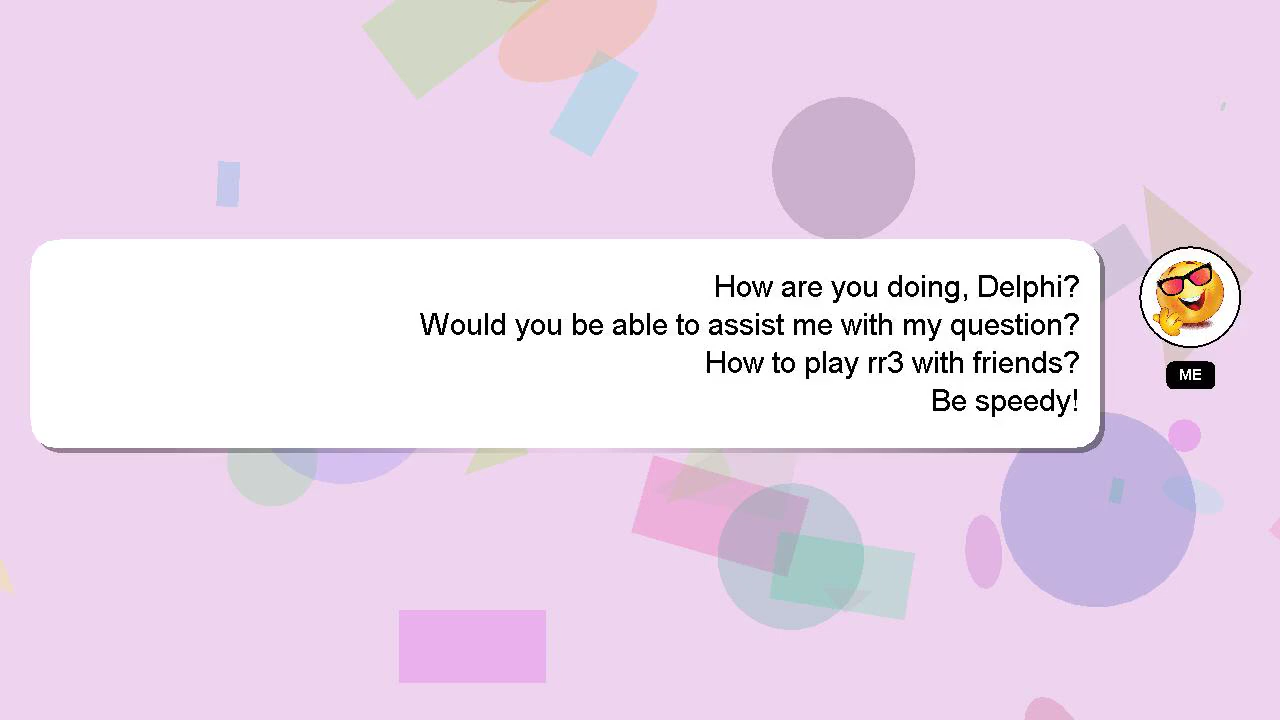 How are you doing, Delphi?
Would you be able to assist me with my question?
How to play rr3 with friends?
Be speedy!
ME